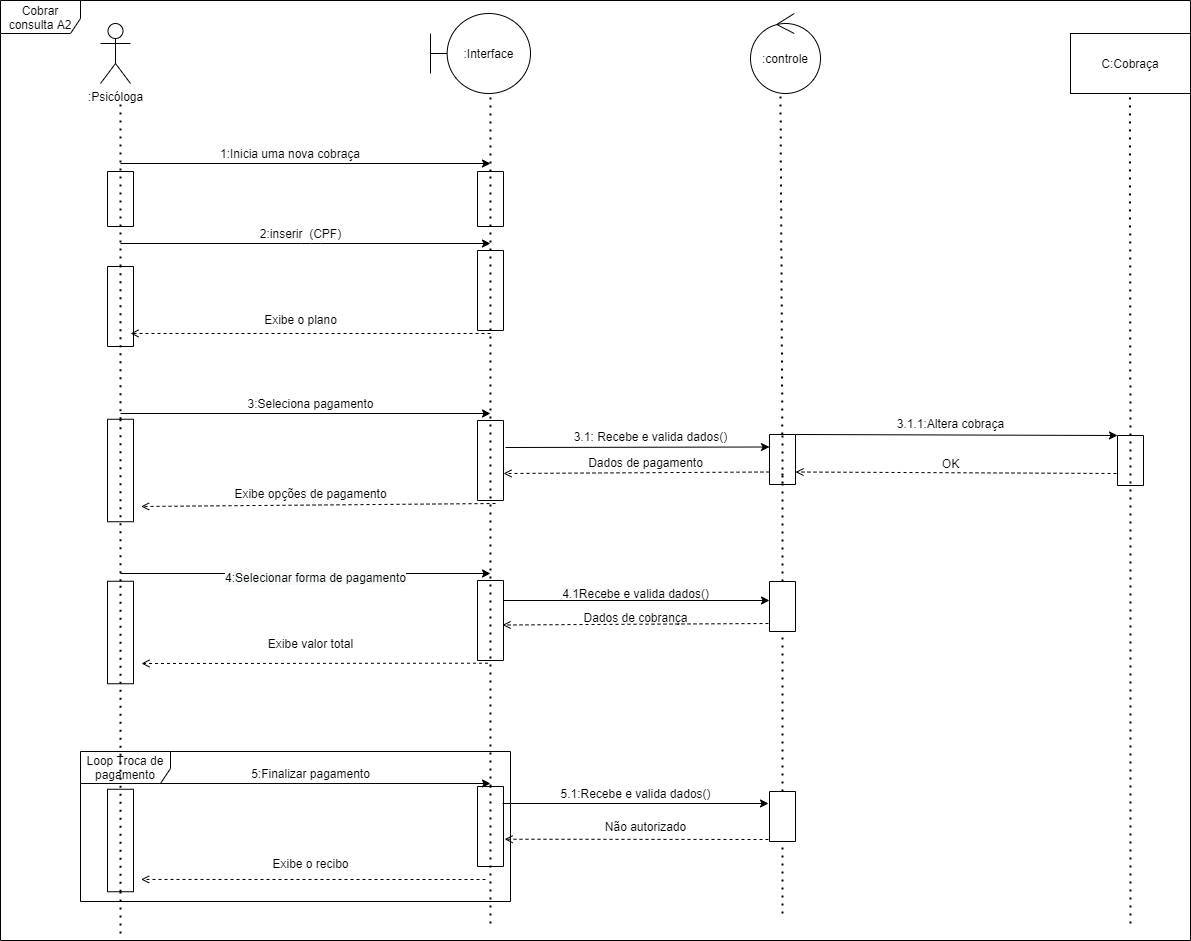 Cobrar
consulta A2
:Psicóloga
:Interface
:controle
C:Cobraça
1:Inicia uma nova cobraça
2:inserir (CPF)
Exibe o plano
3:Seleciona pagamento
3.1: Recebe e valida dados()
3.1.1:Altera cobraça
Dados de pagamento
OK
Exibe opções de pagamento
4:Selecionar forma de pagamento
4.1Recebe e valida dados()
Dados de cobrança
Exibe valor total
Loop Troca de
pagamento
5:Finalizar pagamento
5.1:Recebe e valida dados()
Não autorizado
Exibe o recibo